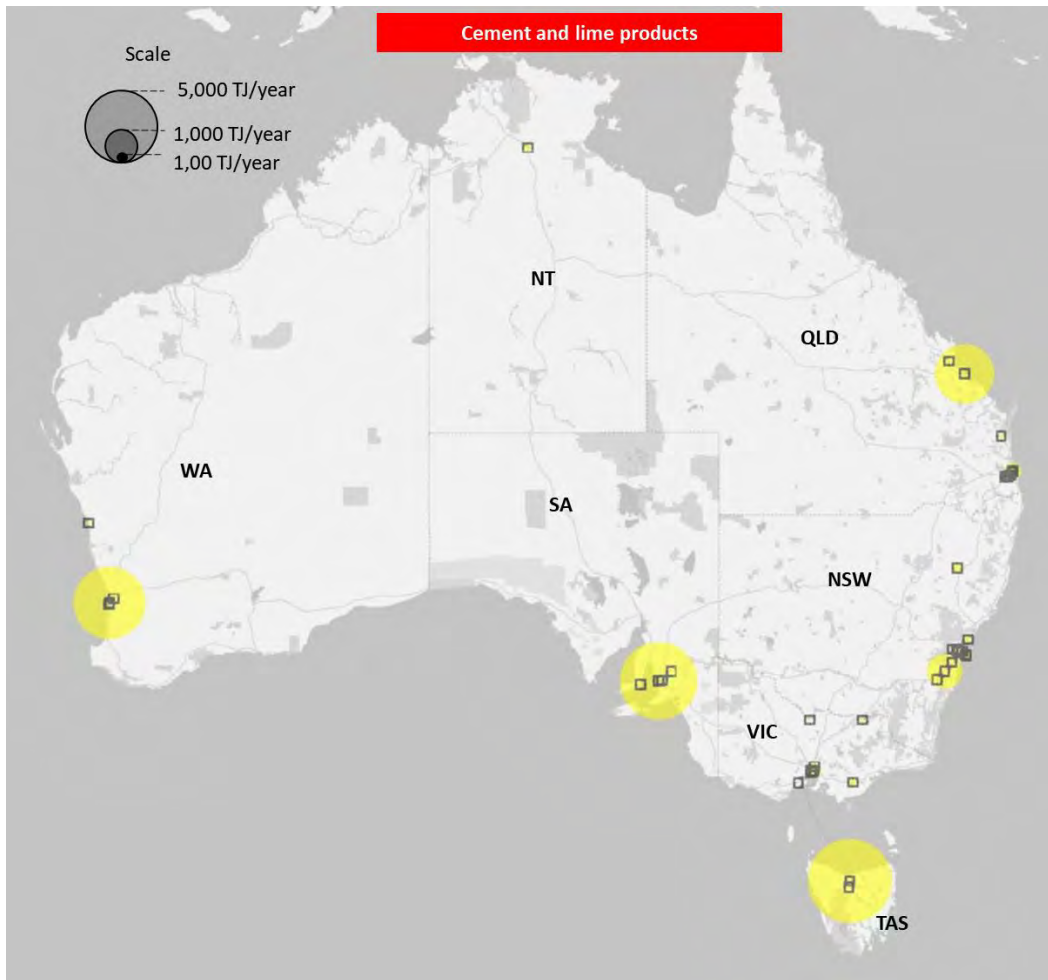 Cement and lime products
Scale
5,000 TJ/year
1,000 TJ/year
1,00 TJ/year
NT
QLD
WA
SA
NSW
VIC
TAS